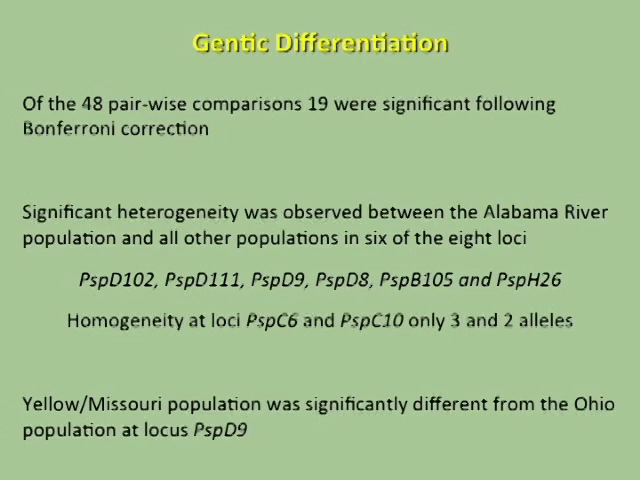 Gentic Differentiation
Of the 48 pair-wise comparisons 19 were significant following
Bonferroni correction
Significant heterogeneity was observed between the Alabama River
population and all other populations in six of the eight loci
PspD102, PspD111, PspD9, PspD8, PspB105 and PspH26
Homogeneity at loci PspC6 and PspC10 only 3 and 2 alleles
Yellow/Missouri population was significantly different from the Ohio
population at locus PspD9